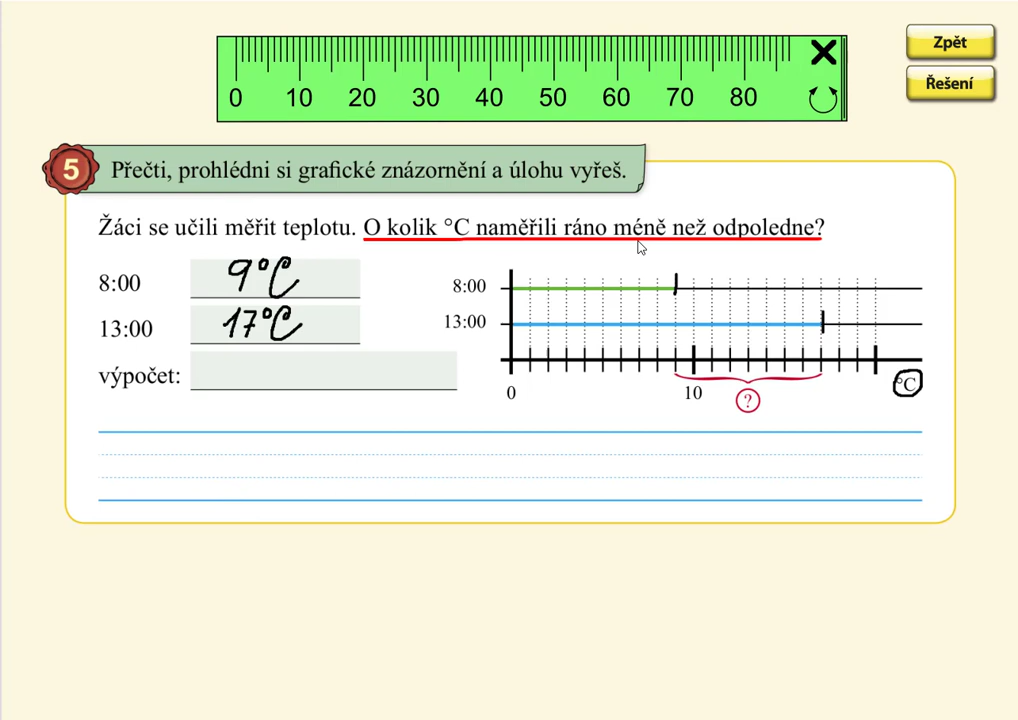 0 10 20 30 40 50 60 70 80
Zpět
Řešení
5 Přečti, prohlédni si grafické znázornění a úlohu vyřeš.
Žáci se učili měřit teplotu. O kolik °C naměřili ráno méně než odpoledne?
8:00 9°C
13:00 17°C
výpočet:
8:00
13:00
0 10 °C
?